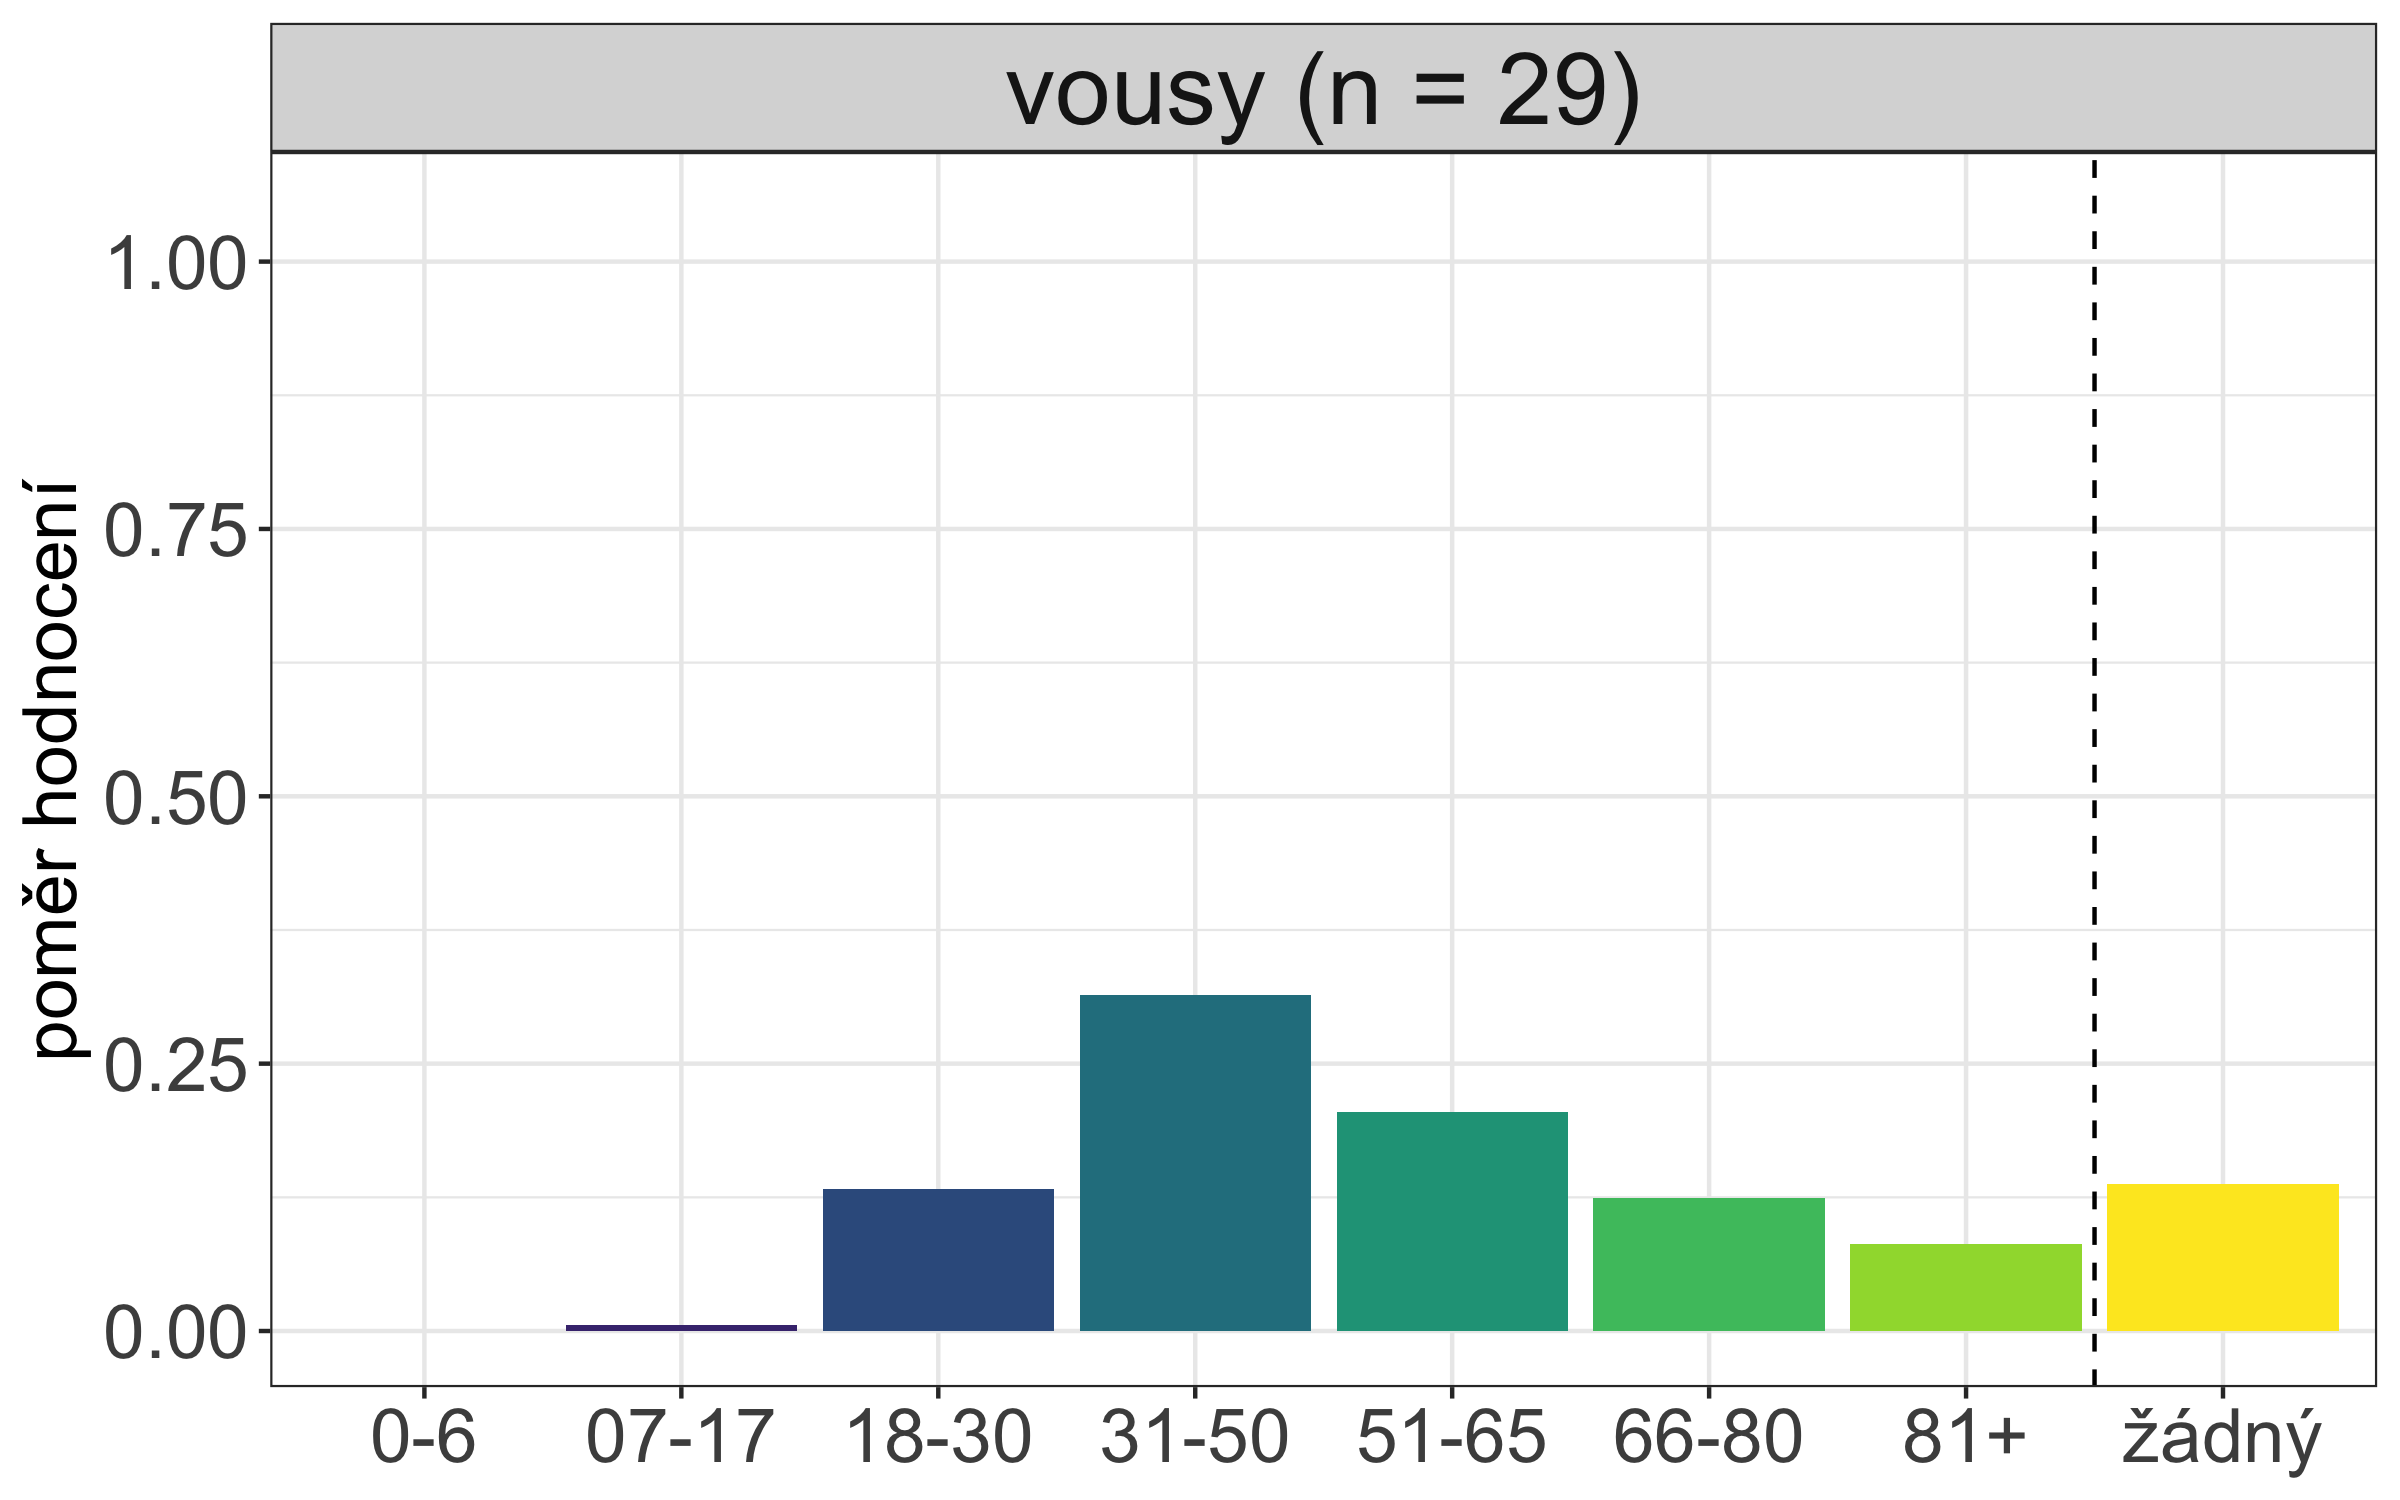 vousy (n = 29)
poměr hodnocení
1.00
0.75
0.50
0.25
0.00
0-6 07-17 18-30 31-50 51-65 66-80 81+ žádný